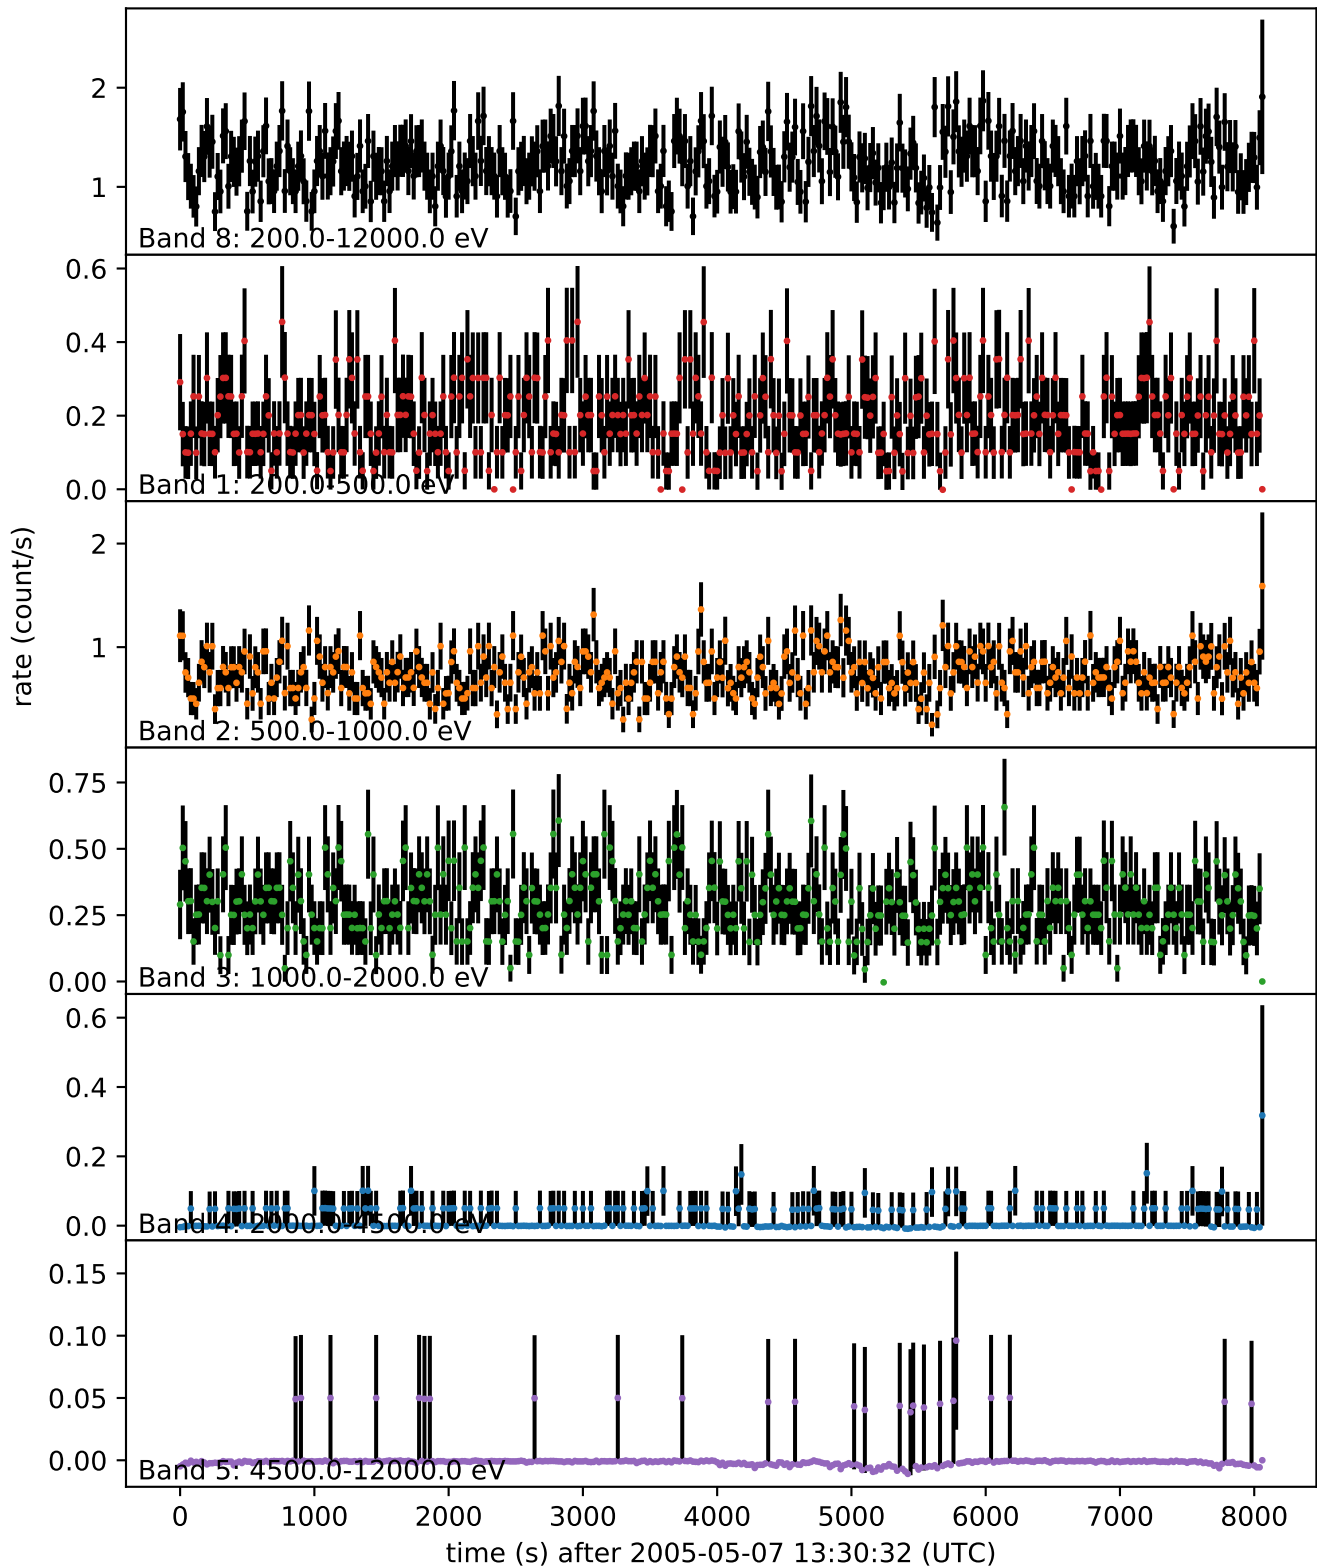 2
1
Band 8: 200.0-12000.0 eV
0.6
0.4
0.2
0.0
Band 1: 200.0-500.0 eV
2
1
Band 2: 500.0-1000.0 eV
rate (count/s)
0.75
0.50
0.25
0.00
Band 3: 1000.0-2000.0 eV
0.6
0.4
0.2
0.0
Band 4: 2000.0-4500.0 eV
0.15
0.10
0.05
0.00
Band 5: 4500.0-12000.0 eV
0 1000 2000 3000 4000 5000 6000 7000 8000
time (s) after 2005-05-07 13:30:32 (UTC)